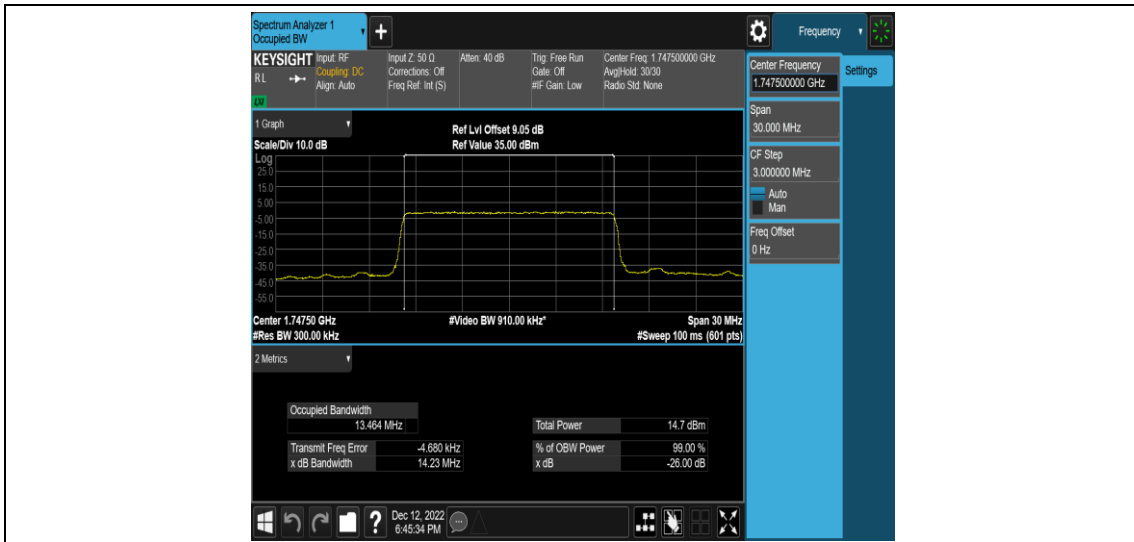 Spectrum Analyzer 1
Occupied BW
+
Frequency
KEYSIGHT
RL
LXI
Input: RF
Coupling: DC
Align: Auto
Input Z: 50 Ω
Corrections: Off
Freq Ref: Int (S)
Atten: 40 dB
Trig: Free Run
Gate: Off
#IF Gain: Low
Center Freq: 1.747500000 GHz
Avg|Hold: 30/30
Radio Std: None
Center Frequency
1.747500000 GHz
Settings
Span
30.000 MHz
CF Step
3.000000 MHz
Auto
Man
Freq Offset
0 Hz
1 Graph
Scale/Div 10.0 dB
Ref Lvl Offset 9.05 dB
Ref Value 35.00 dBm
Log
25.0
15.0
5.00
-5.00
-15.0
-25.0
-35.0
-45.0
-55.0
Center 1.74750 GHz
#Video BW 910.00 kHz*
Span 30 MHz
#Res BW 300.00 kHz
#Sweep 100 ms (601 pts)
2 Metrics
Occupied Bandwidth
13.464 MHz
Total Power 14.7 dBm
Transmit Freq Error -4.680 kHz
% of OBW Power 99.00 %
x dB Bandwidth 14.23 MHz
x dB -26.00 dB
?
Dec 12, 2022
6:45:34 PM